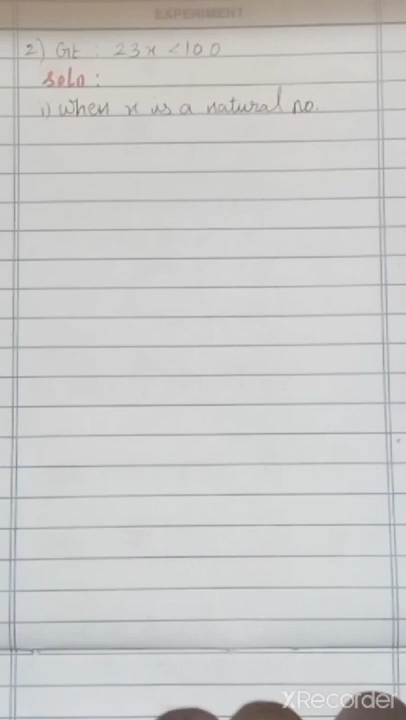 EXPERIMENT
2) Gt : 23x < 100
Soln :
i) When x is a natural no.
XRecorder